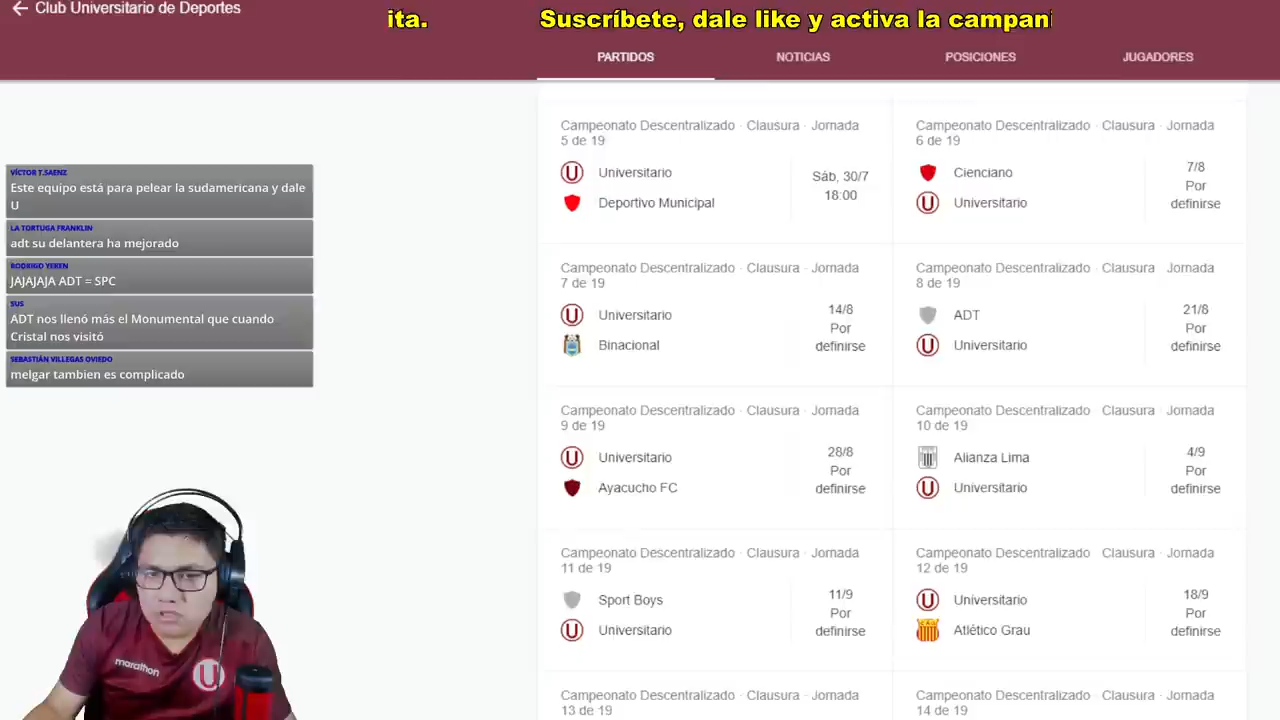 Club Universitario de Deportes
ita. Suscríbete, dale like y activa la campani
PARTIDOS NOTICIAS POSICIONES JUGADORES
VÍCTOR T.SAENZ
Este equipo está para pelear la sudamericana y dale
U
LA TORTUGA FRANKLIN
adt su delantera ha mejorado
RODRIGO YEREN
JAJAJAJA ADT = SPC
SUS
ADT nos llenó más el Monumental que cuando
Cristal nos visitó
SEBASTIÁN VILLEGAS OVIEDO
melgar tambien es complicado
Campeonato Descentralizado · Clausura · Jornada
5 de 19
Universitario
Deportivo Municipal
Sáb, 30/7
18:00
Campeonato Descentralizado · Clausura · Jornada
6 de 19
Cienciano
Universitario
7/8
Por
definirse
Campeonato Descentralizado · Clausura · Jornada
7 de 19
Universitario
Binacional
14/8
Por
definirse
Campeonato Descentralizado · Clausura · Jornada
8 de 19
ADT
Universitario
21/8
Por
definirse
Campeonato Descentralizado · Clausura · Jornada
9 de 19
Universitario
Ayacucho FC
28/8
Por
definirse
Campeonato Descentralizado · Clausura · Jornada
10 de 19
Alianza Lima
Universitario
4/9
Por
definirse
Campeonato Descentralizado · Clausura · Jornada
11 de 19
Sport Boys
Universitario
11/9
Por
definirse
Campeonato Descentralizado · Clausura · Jornada
12 de 19
Universitario
Atlético Grau
18/9
Por
definirse
Campeonato Descentralizado · Clausura · Jornada
13 de 19
Campeonato Descentralizado · Clausura · Jornada
14 de 19
marathon
U